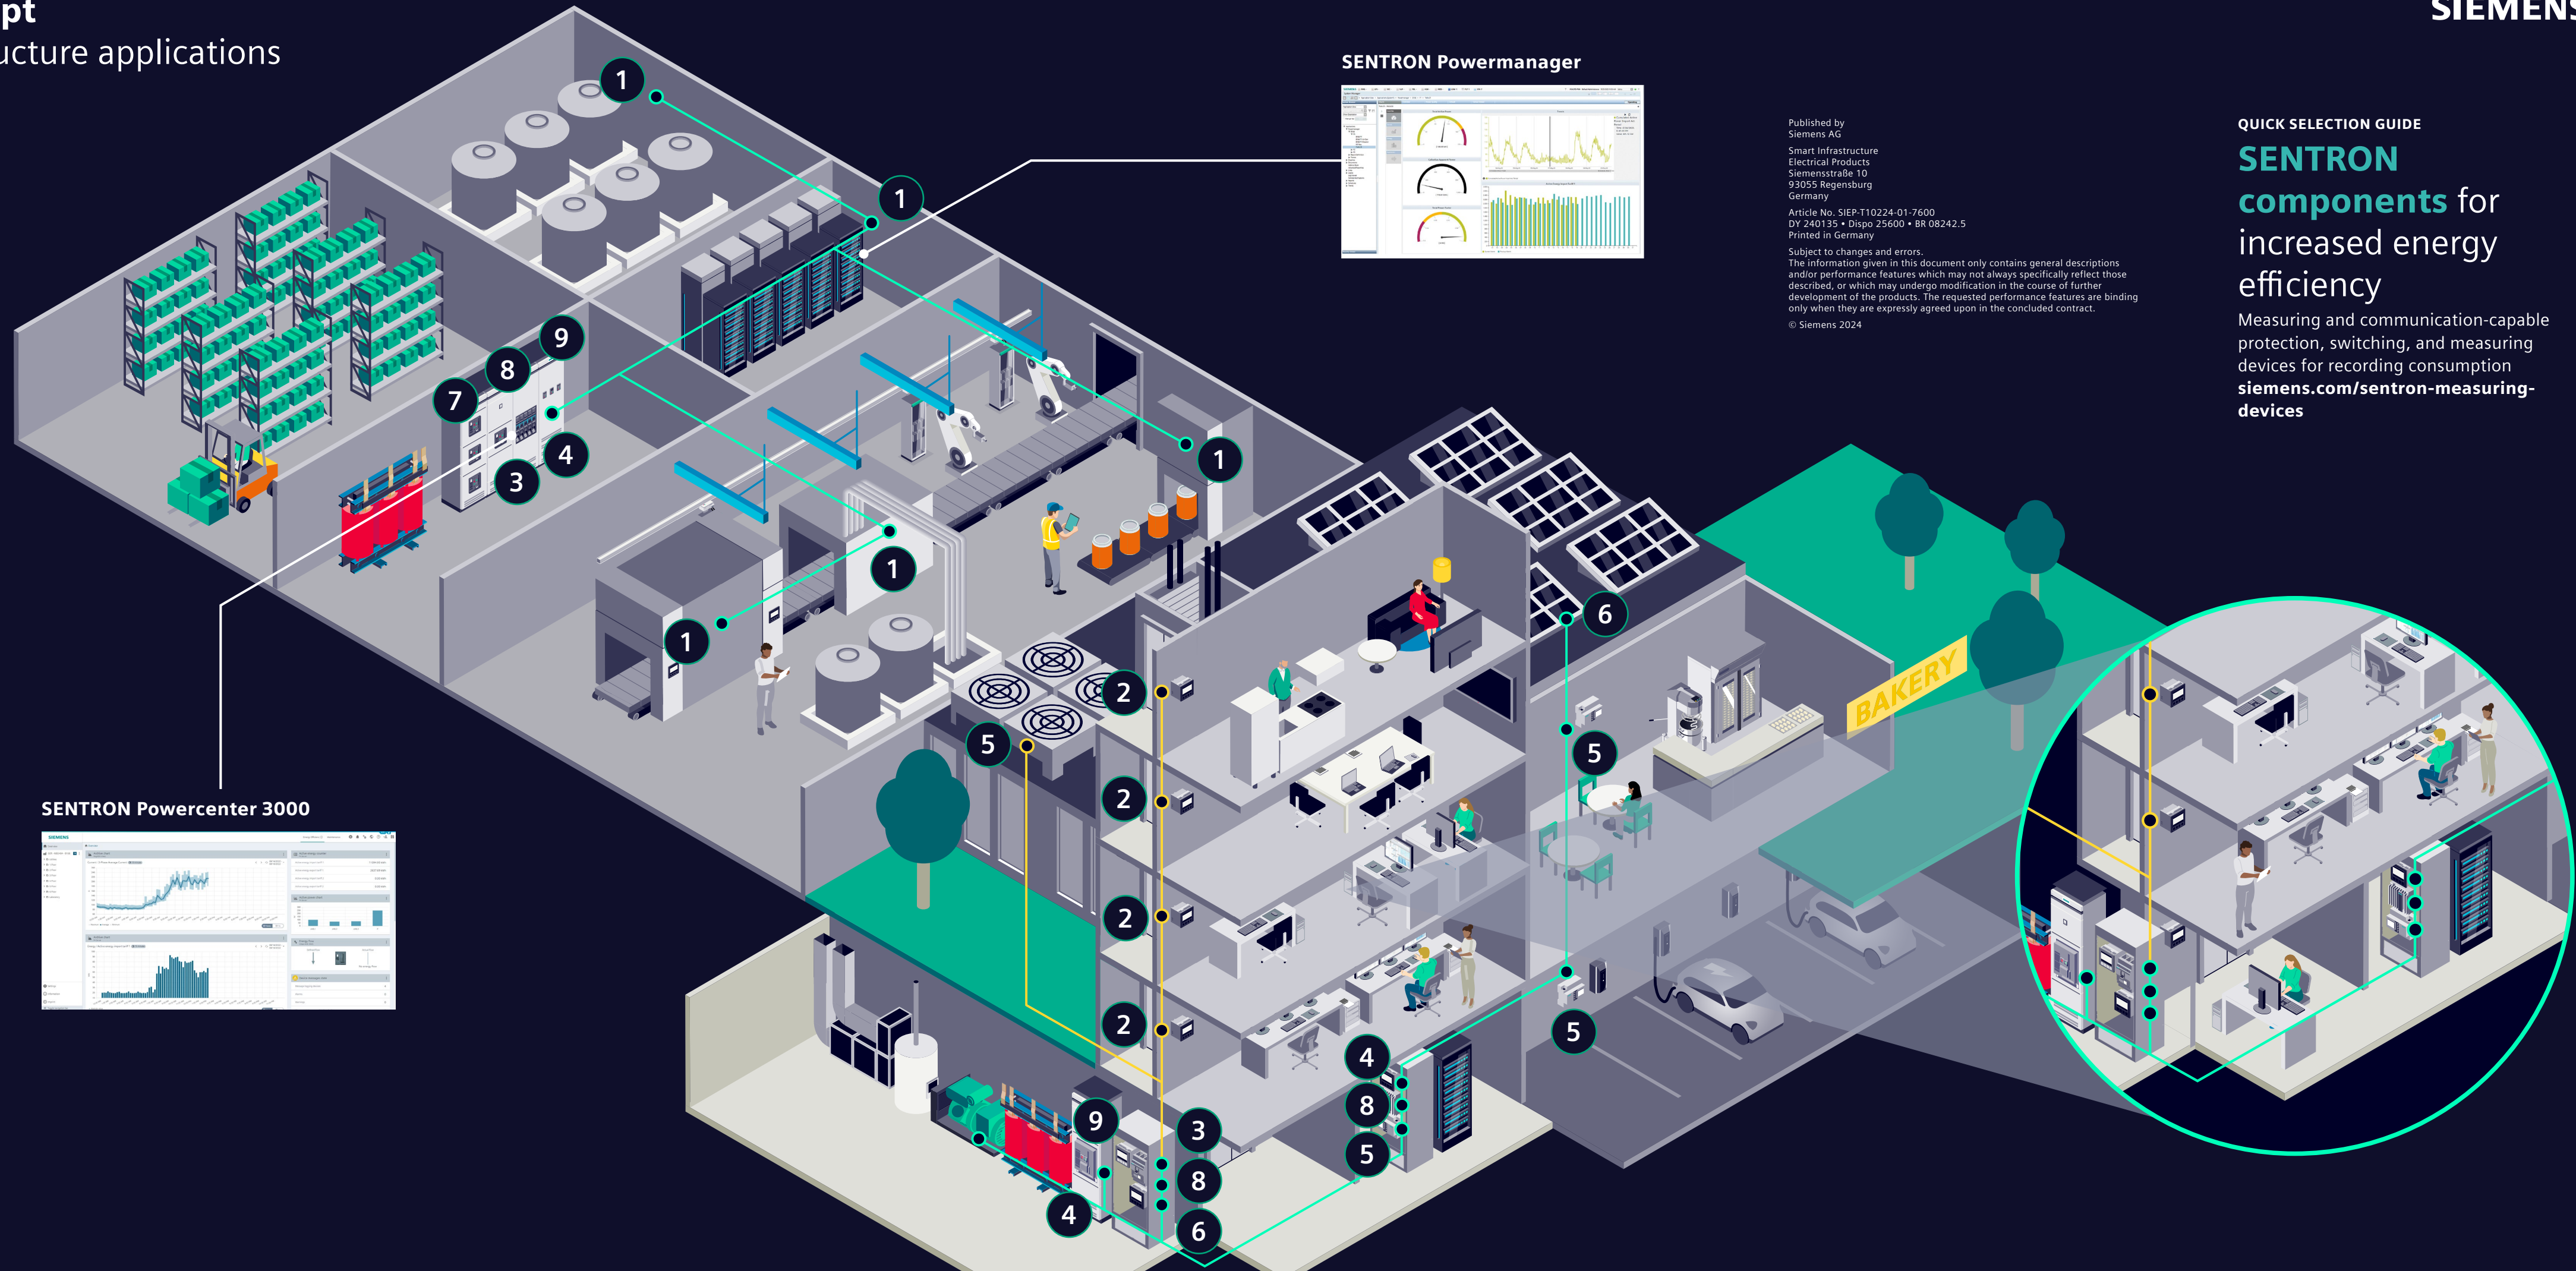 pt
ucture applications
SIEMENS
SENTRON Powermanager
Published by
Siemens AG
Smart Infrastructure
Electrical Products
Siemensstraße 10
93055 Regensburg
Germany
Article No. SIEP-T10224-01-7600
DY 240135 • Dispo 25600 • BR 08242.5
Printed in Germany
Subject to changes and errors.
The information given in this document only contains general descriptions
and/or performance features which may not always specifically reflect those
described, or which may undergo modification in the course of further
development of the products. The requested performance features are binding
only when they are expressly agreed upon in the concluded contract.
© Siemens 2024
QUICK SELECTION GUIDE
SENTRON
components for
increased energy
efficiency
Measuring and communication-capable
protection, switching, and measuring
devices for recording consumption
siemens.com/sentron-measuring-
devices
1
1
9
8
7
4
3
1
1
1
6
BAKERY
2
5
5
2
2
2
5
4
8
5
9
3
8
4
6
SENTRON Powercenter 3000
SIEMENS